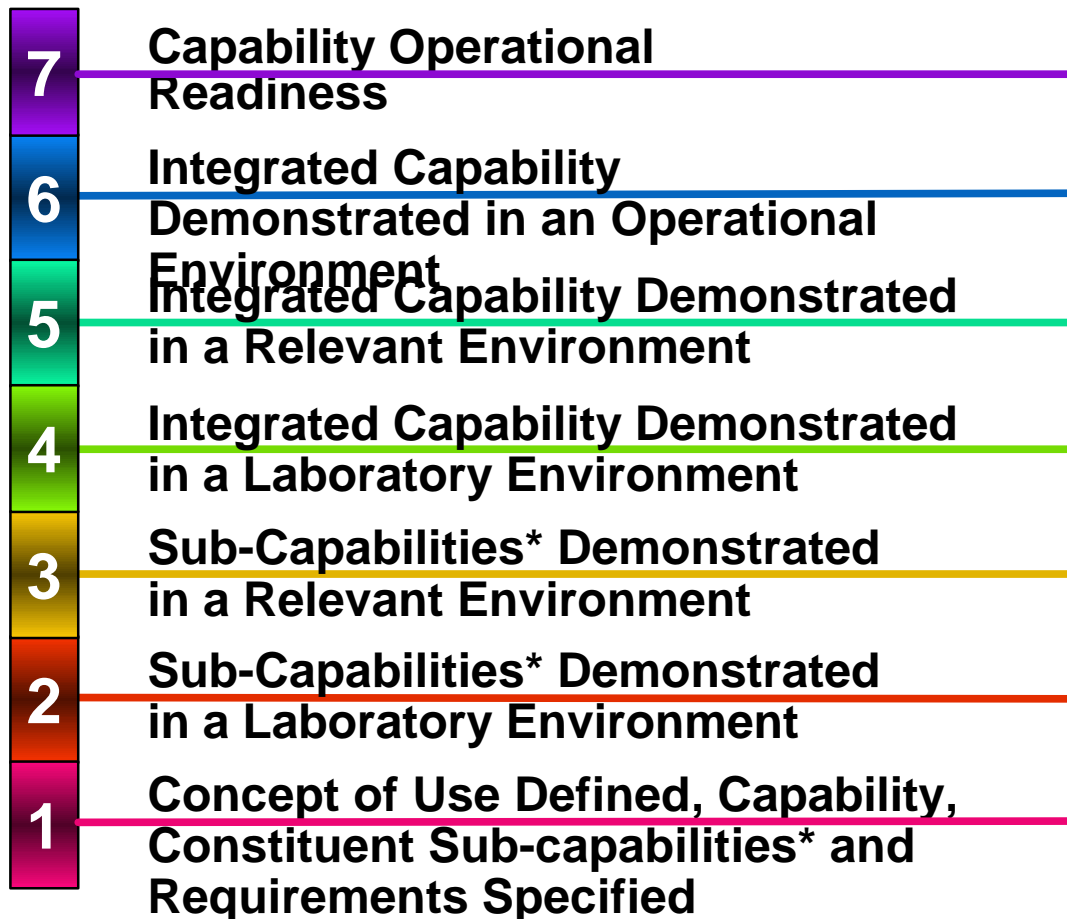 7
Capability Operational
Readiness
6
Integrated Capability
Demonstrated in an Operational
Environment
5
Integrated Capability Demonstrated
in a Relevant Environment
4
Integrated Capability Demonstrated
in a Laboratory Environment
3
Sub-Capabilities* Demonstrated
in a Relevant Environment
2
Sub-Capabilities* Demonstrated
in a Laboratory Environment
1
Concept of Use Defined, Capability,
Constituent Sub-capabilities* and
Requirements Specified